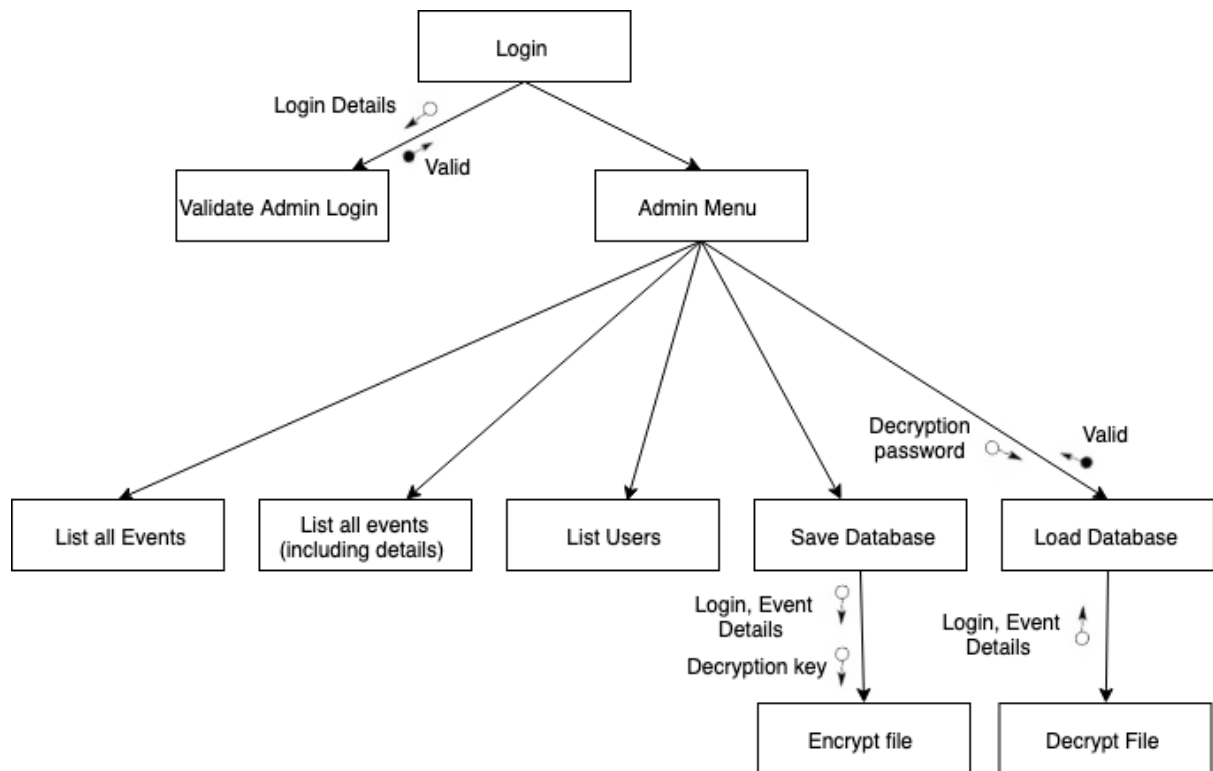 Login
Login Details
Valid
Validate Admin Login
Admin Menu
Decryption
password
Valid
List all Events
List all events
(including details)
List Users
Save Database
Load Database
Login, Event
Details
Decryption key
Login, Event
Details
Encrypt file
Decrypt File